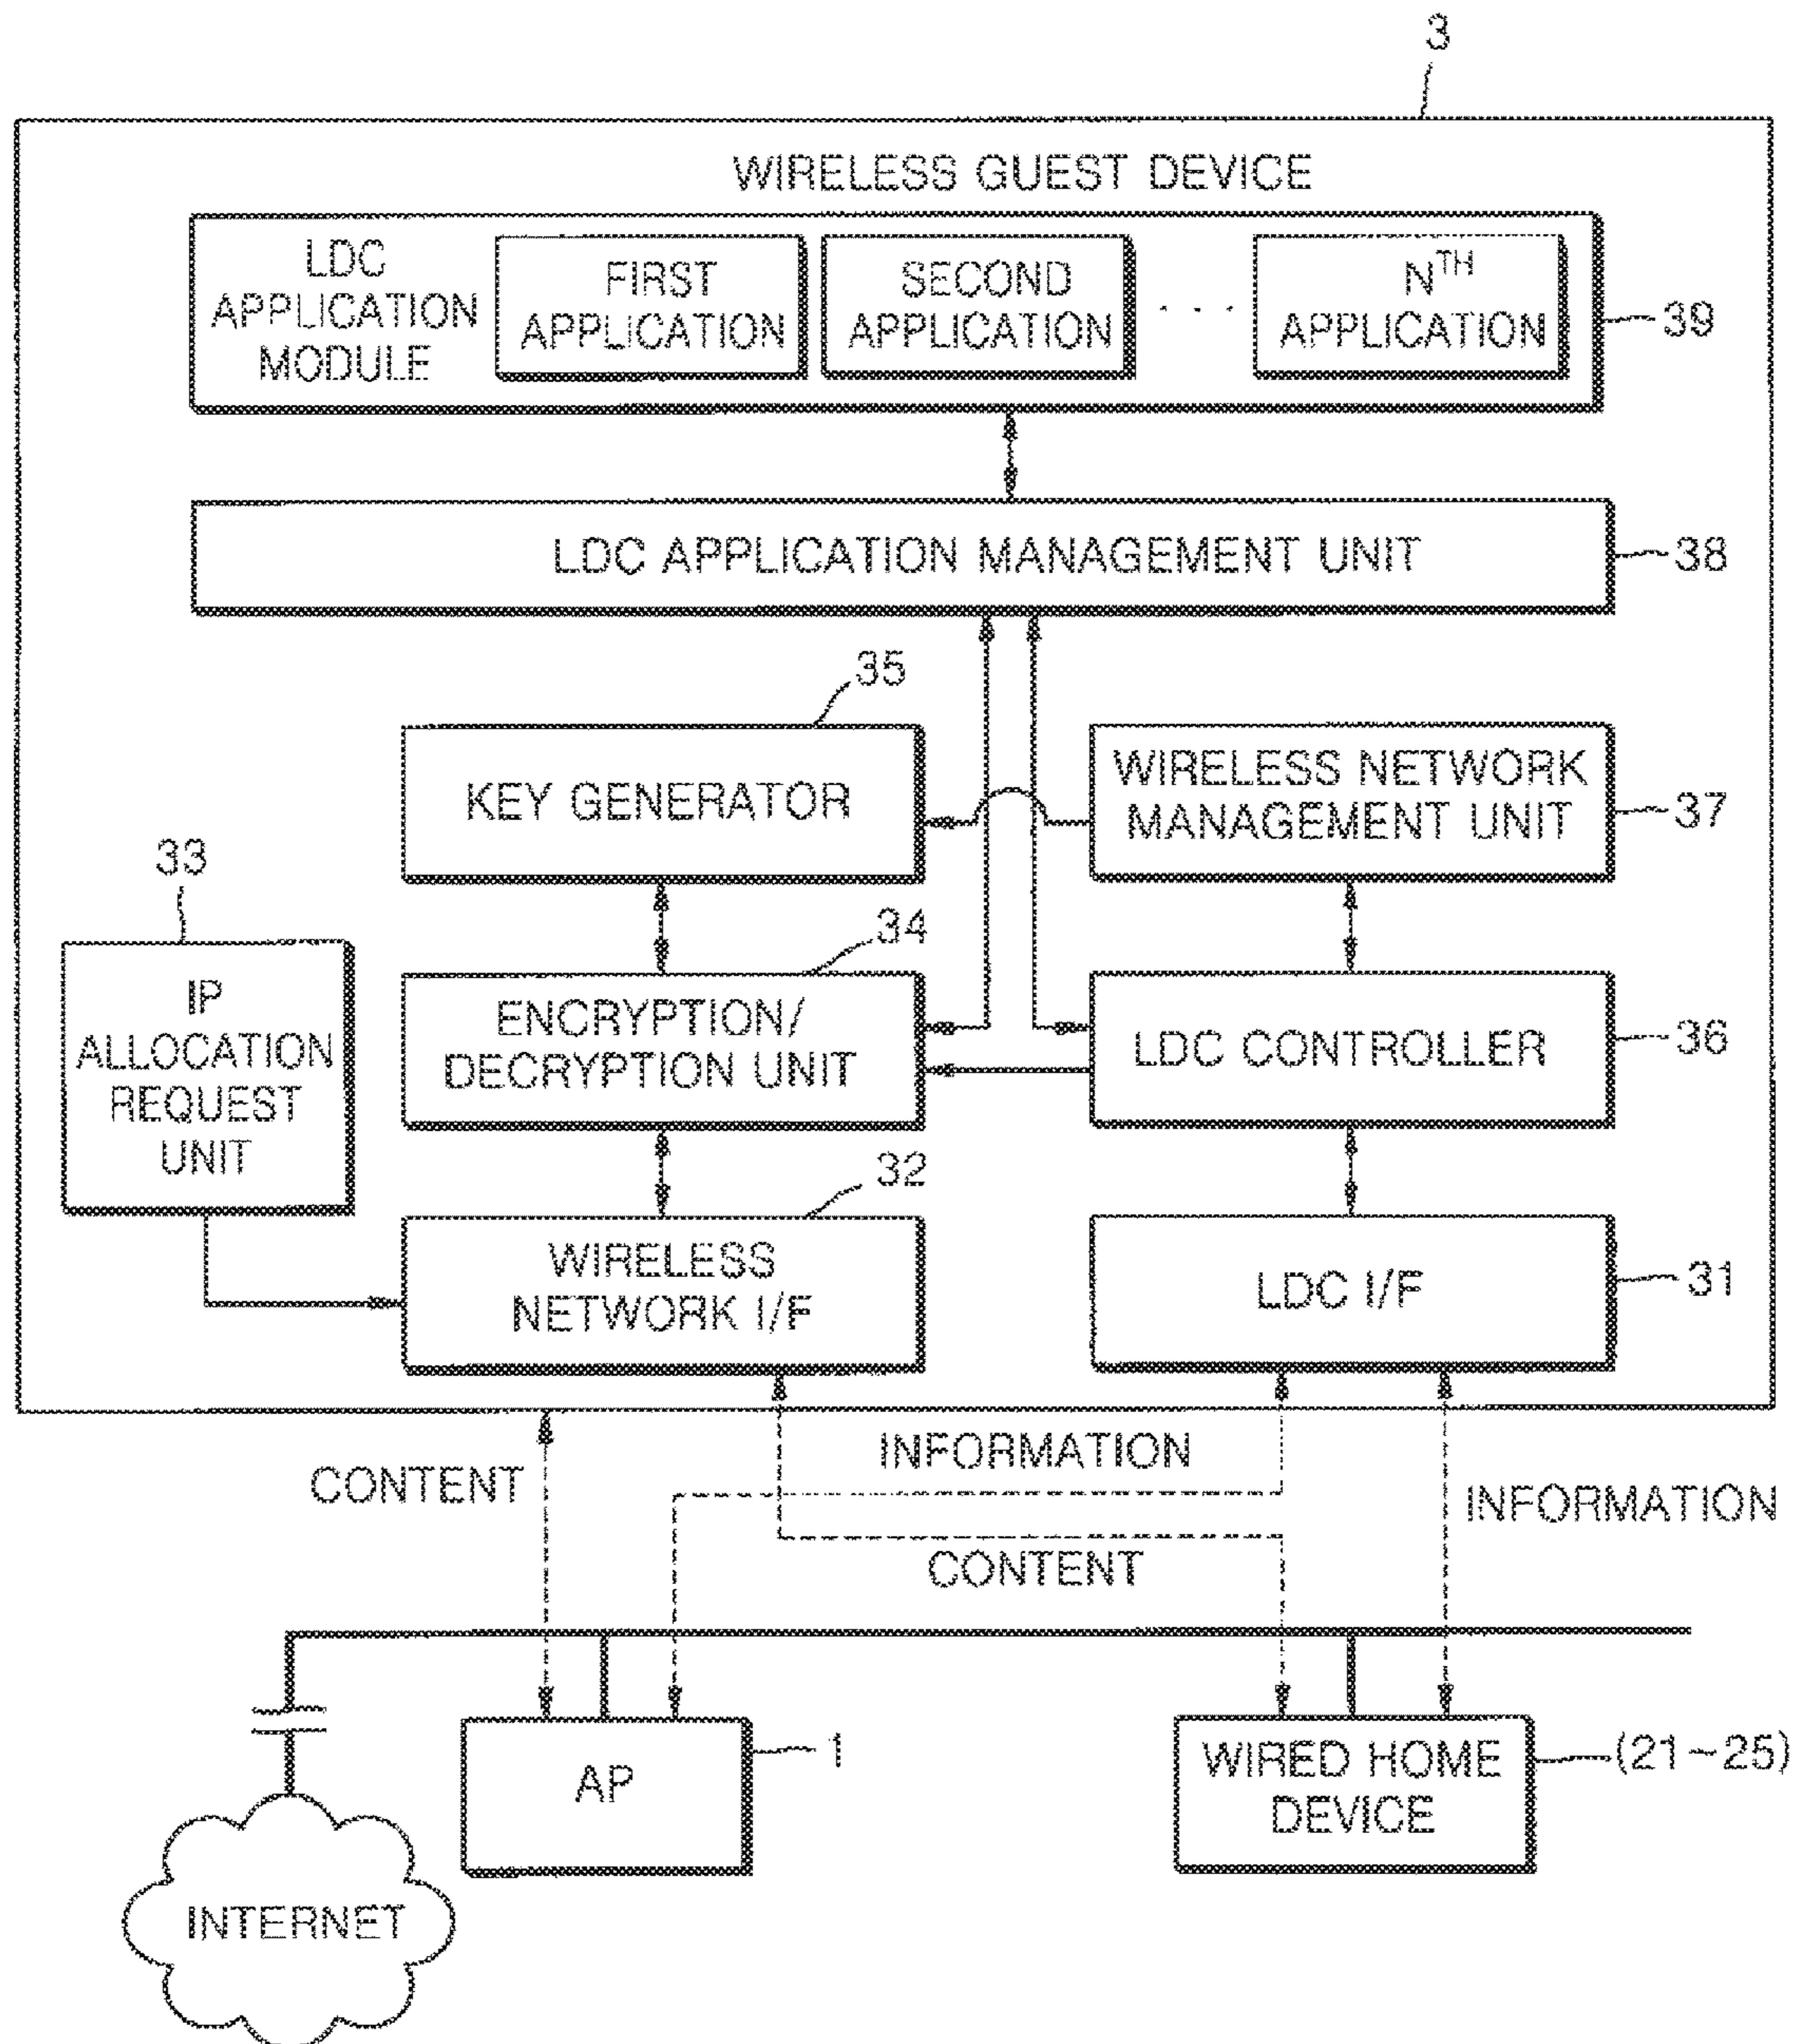 3
WIRELESS GUEST DEVICE
LDC
APPLICATION
MODULE
FIRST
APPLICATION
SECOND
APPLICATION
. . .
NTH
APPLICATION
39
LDC APPLICATION MANAGEMENT UNIT
38
35
KEY GENERATOR
WIRELESS NETWORK
MANAGEMENT UNIT
37
33
IP
ALLOCATION
REQUEST
UNIT
34
ENCRYPTION/
DECRYPTION UNIT
LDC CONTROLLER
36
32
WIRELESS
NETWORK I/F
LDC I/F
31
CONTENT
INFORMATION
INFORMATION
CONTENT
AP
1
WIRED HOME
DEVICE
(21~25)
INTERNET